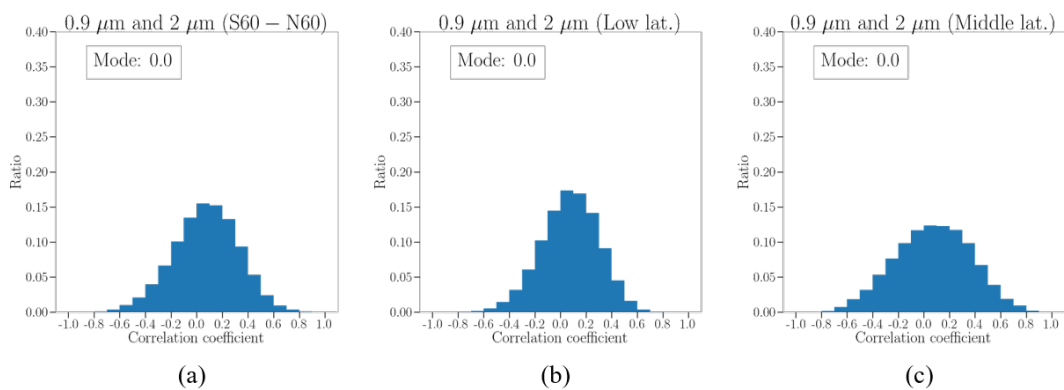 0.9 μm and 2 μm (S60 − N60)
Mode: 0.0
0.40
0.35
0.30
0.25
0.20
0.15
0.10
0.05
0.00
Ratio
-1.0 -0.8 -0.6 -0.4 -0.2 0.0 0.2 0.4 0.6 0.8 1.0
Correlation coefficient
(a)
0.9 μm and 2 μm (Low lat.)
Mode: 0.0
0.40
0.35
0.30
0.25
0.20
0.15
0.10
0.05
0.00
Ratio
-1.0 -0.8 -0.6 -0.4 -0.2 0.0 0.2 0.4 0.6 0.8 1.0
Correlation coefficient
(b)
0.9 μm and 2 μm (Middle lat.)
Mode: 0.0
0.40
0.35
0.30
0.25
0.20
0.15
0.10
0.05
0.00
Ratio
-1.0 -0.8 -0.6 -0.4 -0.2 0.0 0.2 0.4 0.6 0.8 1.0
Correlation coefficient
(c)